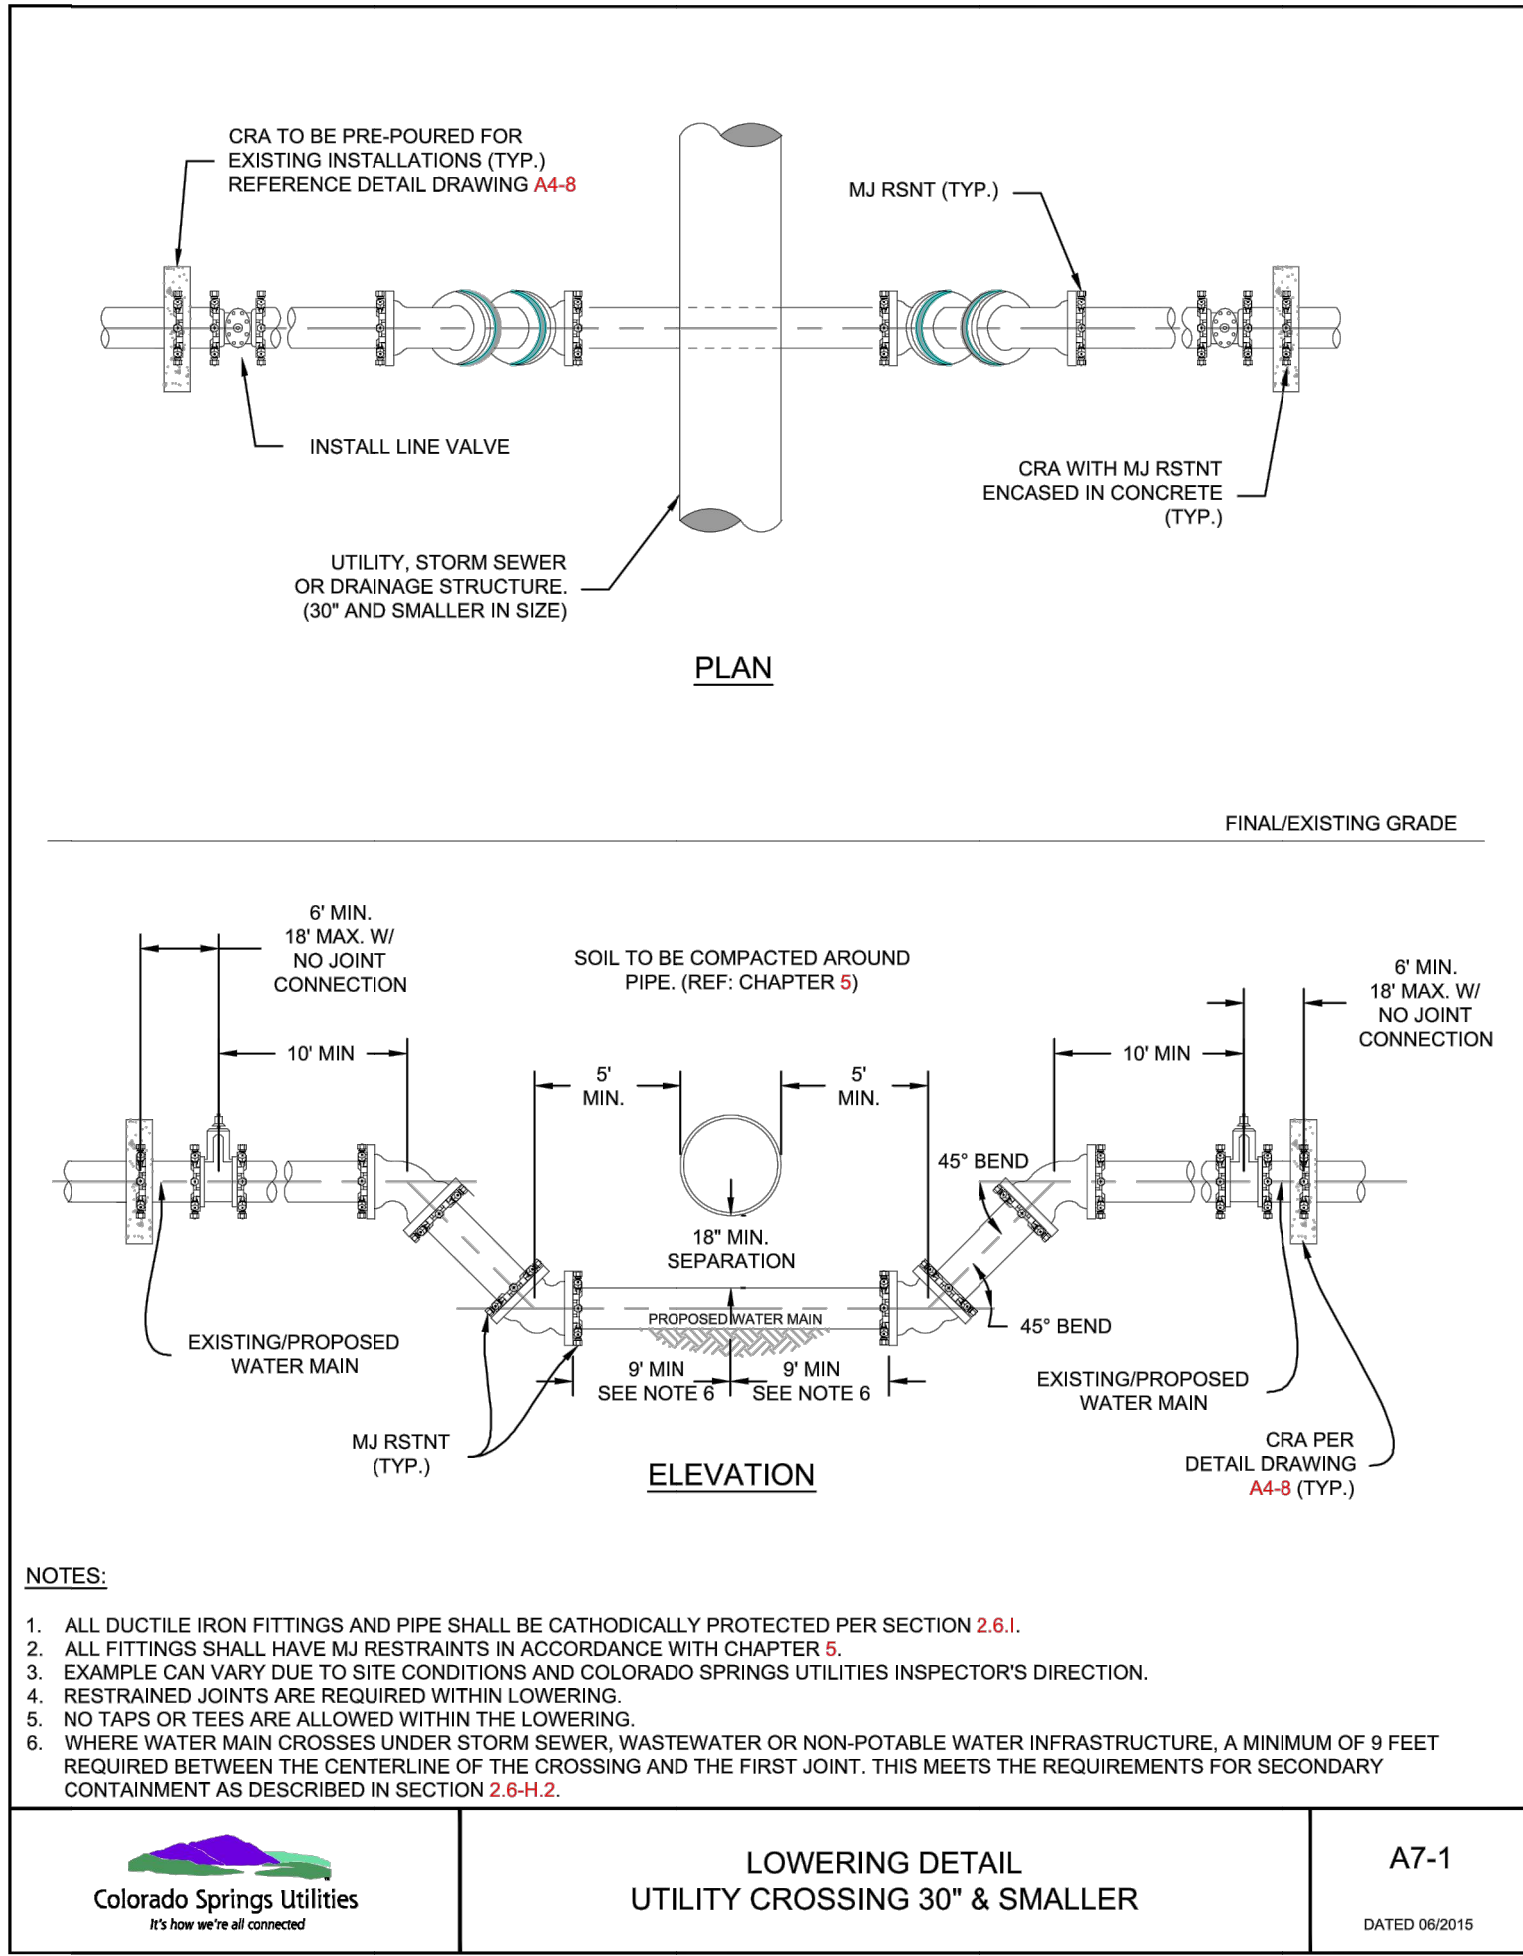 CRA TO BE PRE-POURED FOR
EXISTING INSTALLATIONS (TYP.)
REFERENCE DETAIL DRAWING A4-8
MJ RSNT (TYP.)
INSTALL LINE VALVE
CRA WITH MJ RSTNT
ENCASED IN CONCRETE
(TYP.)
UTILITY, STORM SEWER
OR DRAINAGE STRUCTURE.
(30" AND SMALLER IN SIZE)
PLAN
FINAL/EXISTING GRADE
6' MIN.
18' MAX. W/
NO JOINT
CONNECTION
SOIL TO BE COMPACTED AROUND
PIPE. (REF: CHAPTER 5)
6' MIN.
18' MAX. W/
NO JOINT
CONNECTION
10' MIN
5'
MIN.
5'
MIN.
10' MIN
45° BEND
18" MIN.
SEPARATION
PROPOSED WATER MAIN
45° BEND
EXISTING/PROPOSED
WATER MAIN
9' MIN
SEE NOTE 6
9' MIN
SEE NOTE 6
EXISTING/PROPOSED
WATER MAIN
MJ RSTNT
(TYP.)
CRA PER
DETAIL DRAWING
A4-8 (TYP.)
ELEVATION
NOTES:
1. ALL DUCTILE IRON FITTINGS AND PIPE SHALL BE CATHODICALLY PROTECTED PER SECTION 2.6.I.
2. ALL FITTINGS SHALL HAVE MJ RESTRAINTS IN ACCORDANCE WITH CHAPTER 5.
3. EXAMPLE CAN VARY DUE TO SITE CONDITIONS AND COLORADO SPRINGS UTILITIES INSPECTOR'S DIRECTION.
4. RESTRAINED JOINTS ARE REQUIRED WITHIN LOWERING.
5. NO TAPS OR TEES ARE ALLOWED WITHIN THE LOWERING.
6. WHERE WATER MAIN CROSSES UNDER STORM SEWER, WASTEWATER OR NON-POTABLE WATER INFRASTRUCTURE, A MINIMUM OF 9 FEET
REQUIRED BETWEEN THE CENTERLINE OF THE CROSSING AND THE FIRST JOINT. THIS MEETS THE REQUIREMENTS FOR SECONDARY
CONTAINMENT AS DESCRIBED IN SECTION 2.6-H.2.
Colorado Springs Utilities
It's how we're all connected
LOWERING DETAIL
UTILITY CROSSING 30" & SMALLER
A7-1
DATED 06/2015